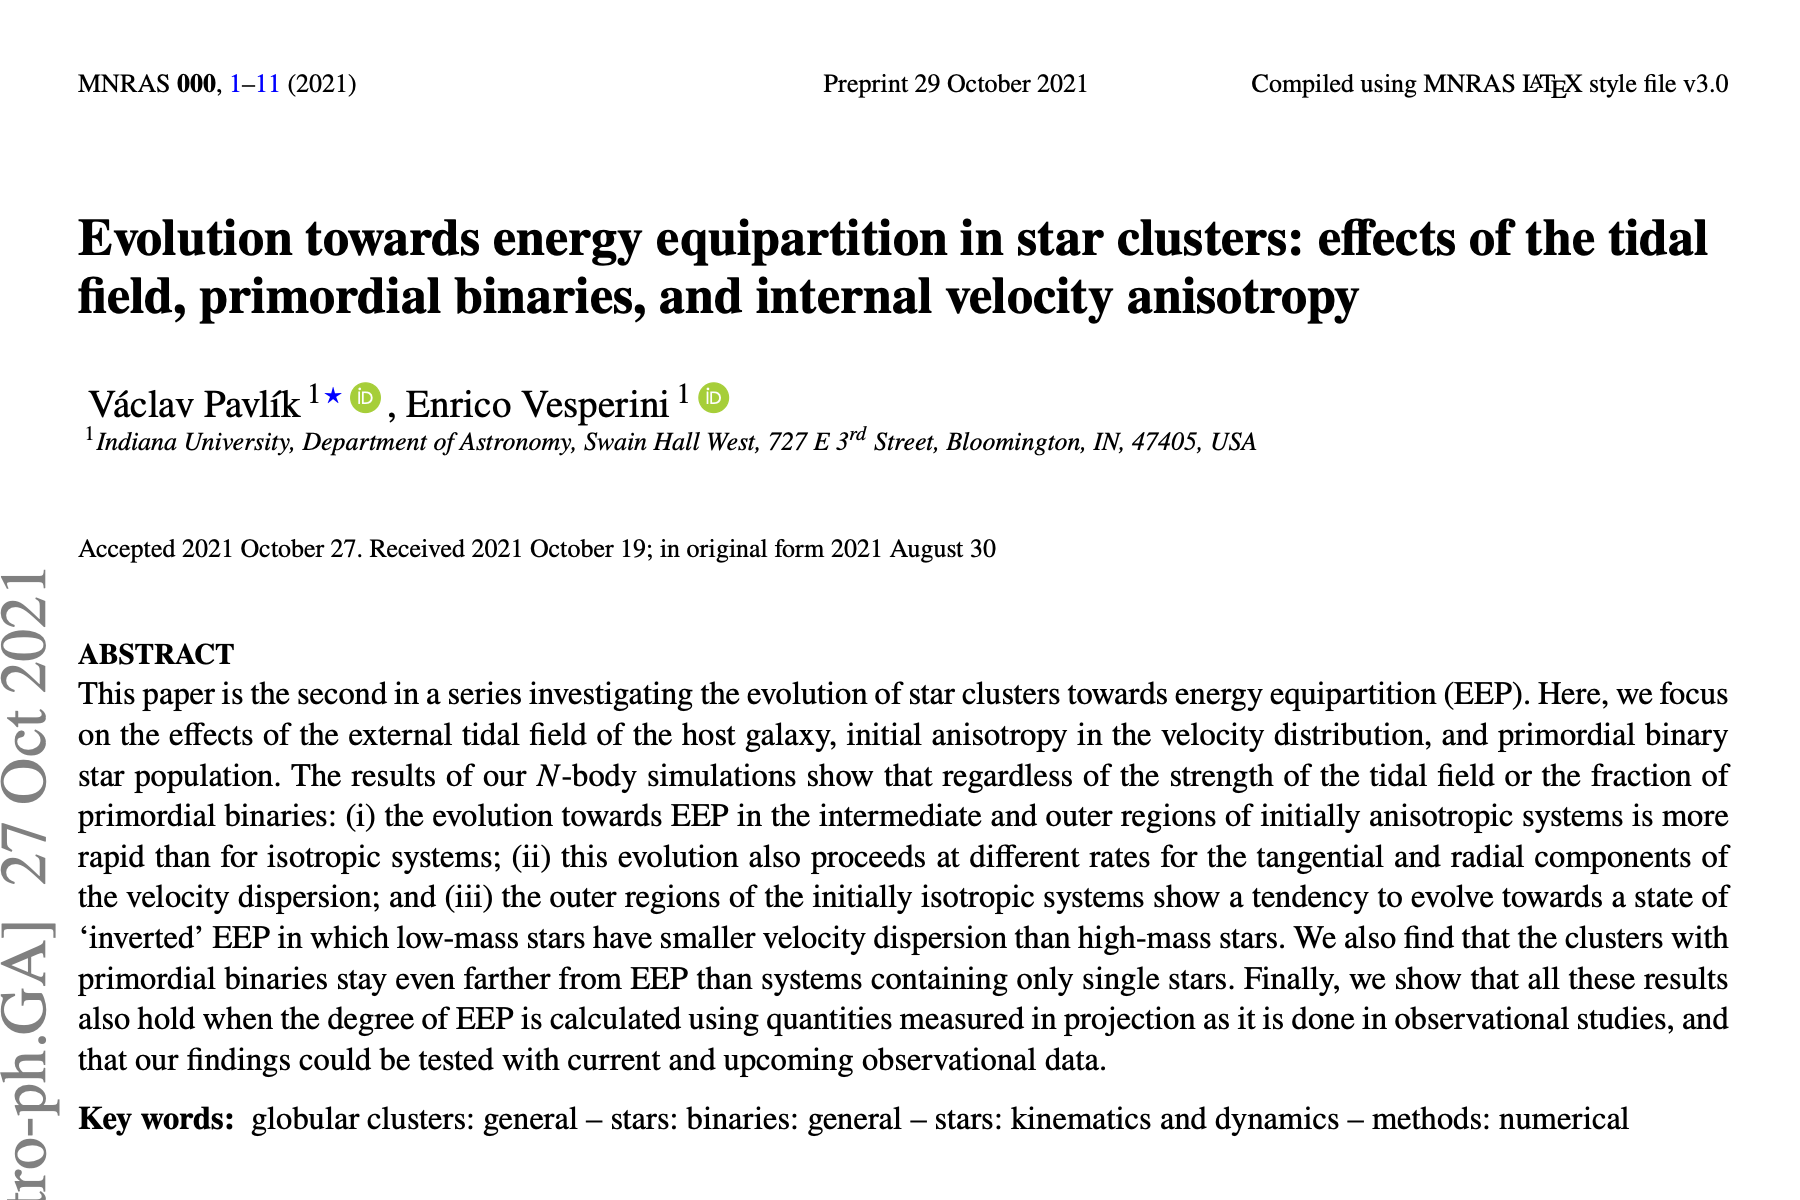 MNRAS 000, 1–11 (2021) Preprint 29 October 2021 Compiled using MNRAS LATEX style file v3.0
Evolution towards energy equipartition in star clusters: effects of the tidal
field, primordial binaries, and internal velocity anisotropy
Václav Pavlík 1★ iD, Enrico Vesperini 1 iD
1 Indiana University, Department of Astronomy, Swain Hall West, 727 E 3rd Street, Bloomington, IN, 47405, USA
Accepted 2021 October 27. Received 2021 October 19; in original form 2021 August 30
ABSTRACT
This paper is the second in a series investigating the evolution of star clusters towards energy equipartition (EEP). Here, we focus
on the effects of the external tidal field of the host galaxy, initial anisotropy in the velocity distribution, and primordial binary
star population. The results of our N-body simulations show that regardless of the strength of the tidal field or the fraction of
primordial binaries: (i) the evolution towards EEP in the intermediate and outer regions of initially anisotropic systems is more
rapid than for isotropic systems; (ii) this evolution also proceeds at different rates for the tangential and radial components of
the velocity dispersion; and (iii) the outer regions of the initially isotropic systems show a tendency to evolve towards a state of
‘inverted’ EEP in which low-mass stars have smaller velocity dispersion than high-mass stars. We also find that the clusters with
primordial binaries stay even farther from EEP than systems containing only single stars. Finally, we show that all these results
also hold when the degree of EEP is calculated using quantities measured in projection as it is done in observational studies, and
that our findings could be tested with current and upcoming observational data.
Key words: globular clusters: general – stars: binaries: general – stars: kinematics and dynamics – methods: numerical
tro-ph.GA] 27 Oct 2021